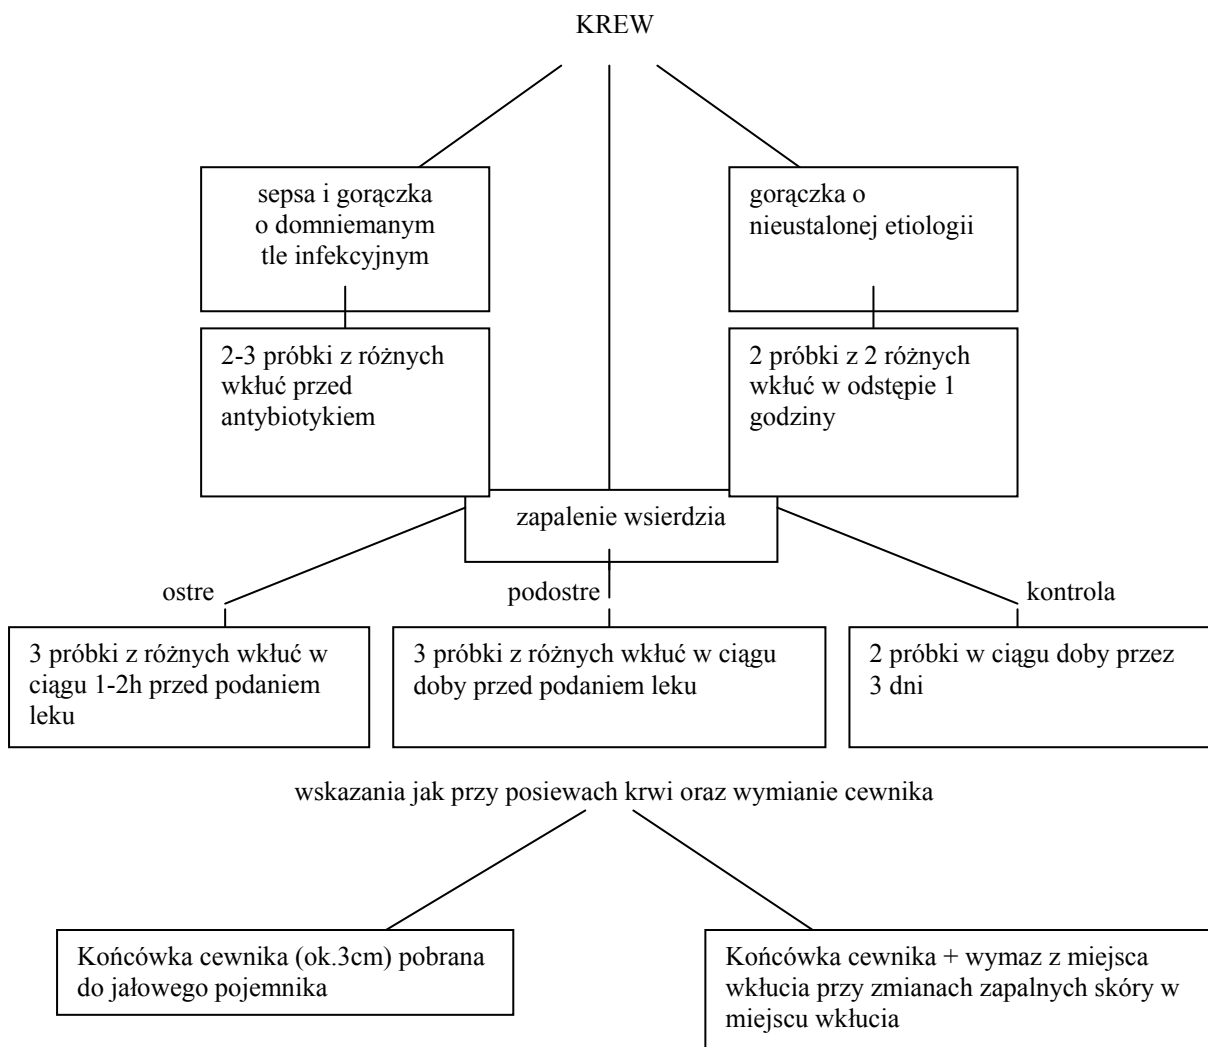 KREW
sepsa i gorączka
o domniemanym
tle infekcyjnym
gorączka o
nieustalonej etiologii
2-3 próbki z różnych
wkłuć przed
antybiotykiem
2 próbki z 2 różnych
wkłuć w odstępie 1
godziny
zapalenie wsierdzia
ostre
podostre
kontrola
3 próbki z różnych wkłuć w
ciągu 1-2h przed podaniem
leku
3 próbki z różnych wkłuć w ciągu
doby przed podaniem leku
2 próbki w ciągu doby przez
3 dni
wskazania jak przy posiewach krwi oraz wymianie cewnika
Końcówka cewnika (ok.3cm) pobrana
do jałowego pojemnika
Końcówka cewnika + wymaz z miejsca
wkłucia przy zmianach zapalnych skóry w
miejscu wkłucia